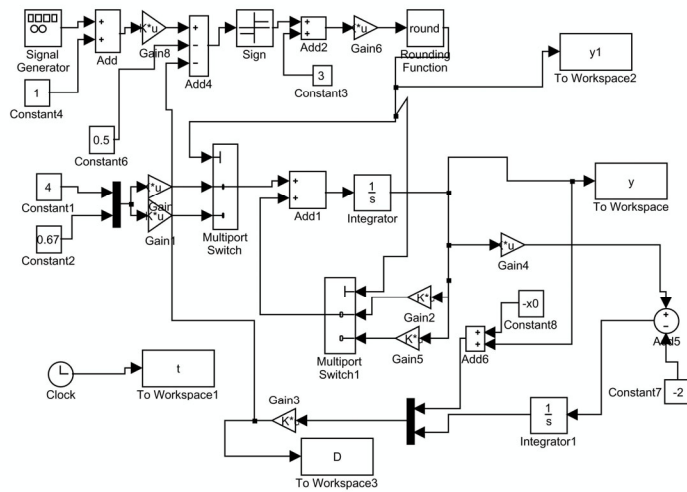 Signal
Generator
+
+
Add
K*u
Gain8
+
−
−
Add4
Sign
+
+
Add2
*u
Gain6
round
Rounding
Function
y1
To Workspace2
1
Constant4
3
Constant3
0.5
Constant6
4
Constant1
0.67
Constant2
*u
Gain
K*u
Gain1
Multiport
Switch
+
+
Add1
1
s
Integrator
y
To Workspace
*u
Gain4
K*
Gain2
K*
Gain5
Multiport
Switch1
-x0
Constant8
+
+
Add6
+
−
Add5
-2
Constant7
Clock
t
To Workspace1
Gain3
K*
1
s
Integrator1
D
To Workspace3